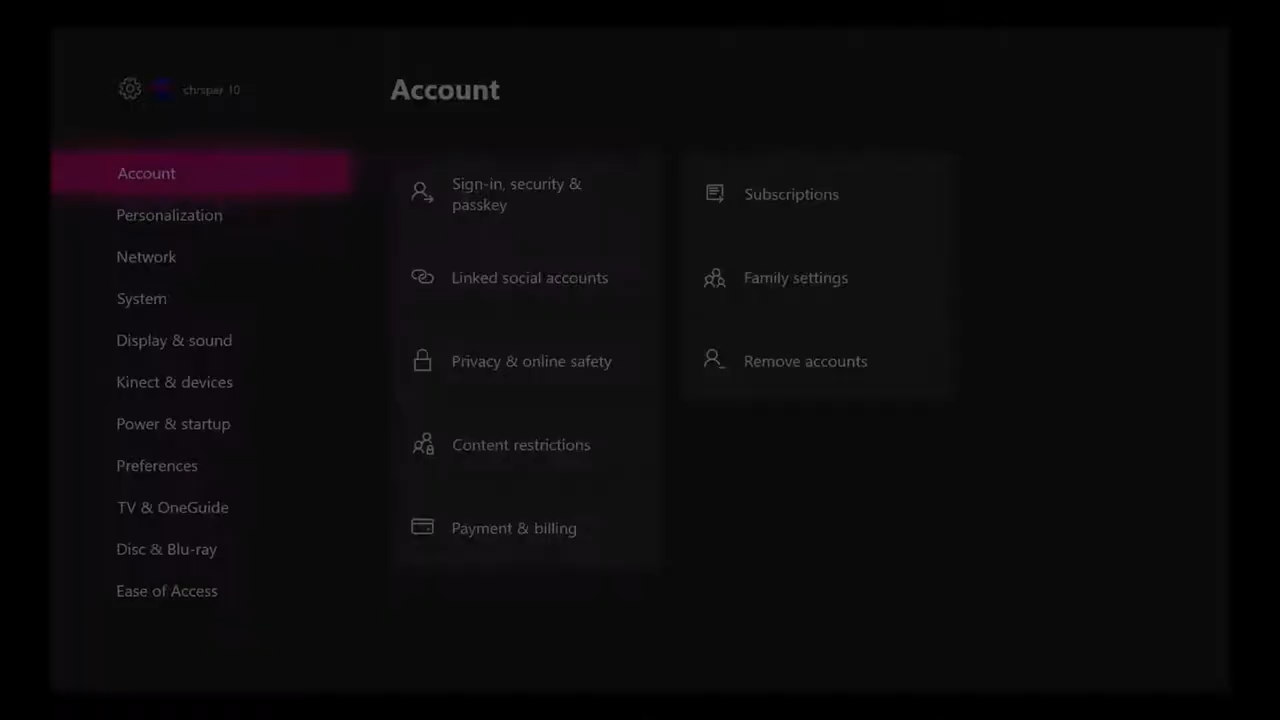 chrsper 10
Account
Account
Personalization
Network
System
Display & sound
Kinect & devices
Power & startup
Preferences
TV & OneGuide
Disc & Blu-ray
Ease of Access
Sign-in, security &
passkey
Linked social accounts
Privacy & online safety
Content restrictions
Payment & billing
Subscriptions
Family settings
Remove accounts